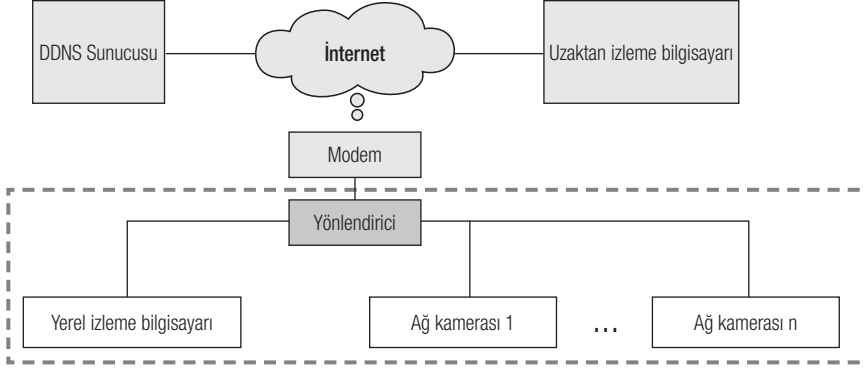 DDNS Sunucusu
İnternet
Uzaktan izleme bilgisayarı
Modem
Yönlendirici
Yerel izleme bilgisayarı
Ağ kamerası 1
...
Ağ kamerası n